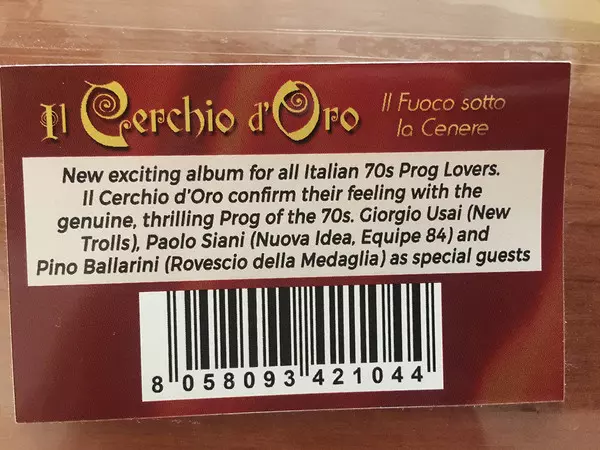 Il Cerchio d'Oro
Il Fuoco sotto
la Cenere
New exciting album for all Italian 70s Prog Lovers.
Il Cerchio d'Oro confirm their feeling with the
genuine, thrilling Prog of the 70s. Giorgio Usai (New
Trolls), Paolo Siani (Nuova Idea, Equipe 84) and
Pino Ballarini (Rovescio della Medaglia) as special guests
8 058093 421044